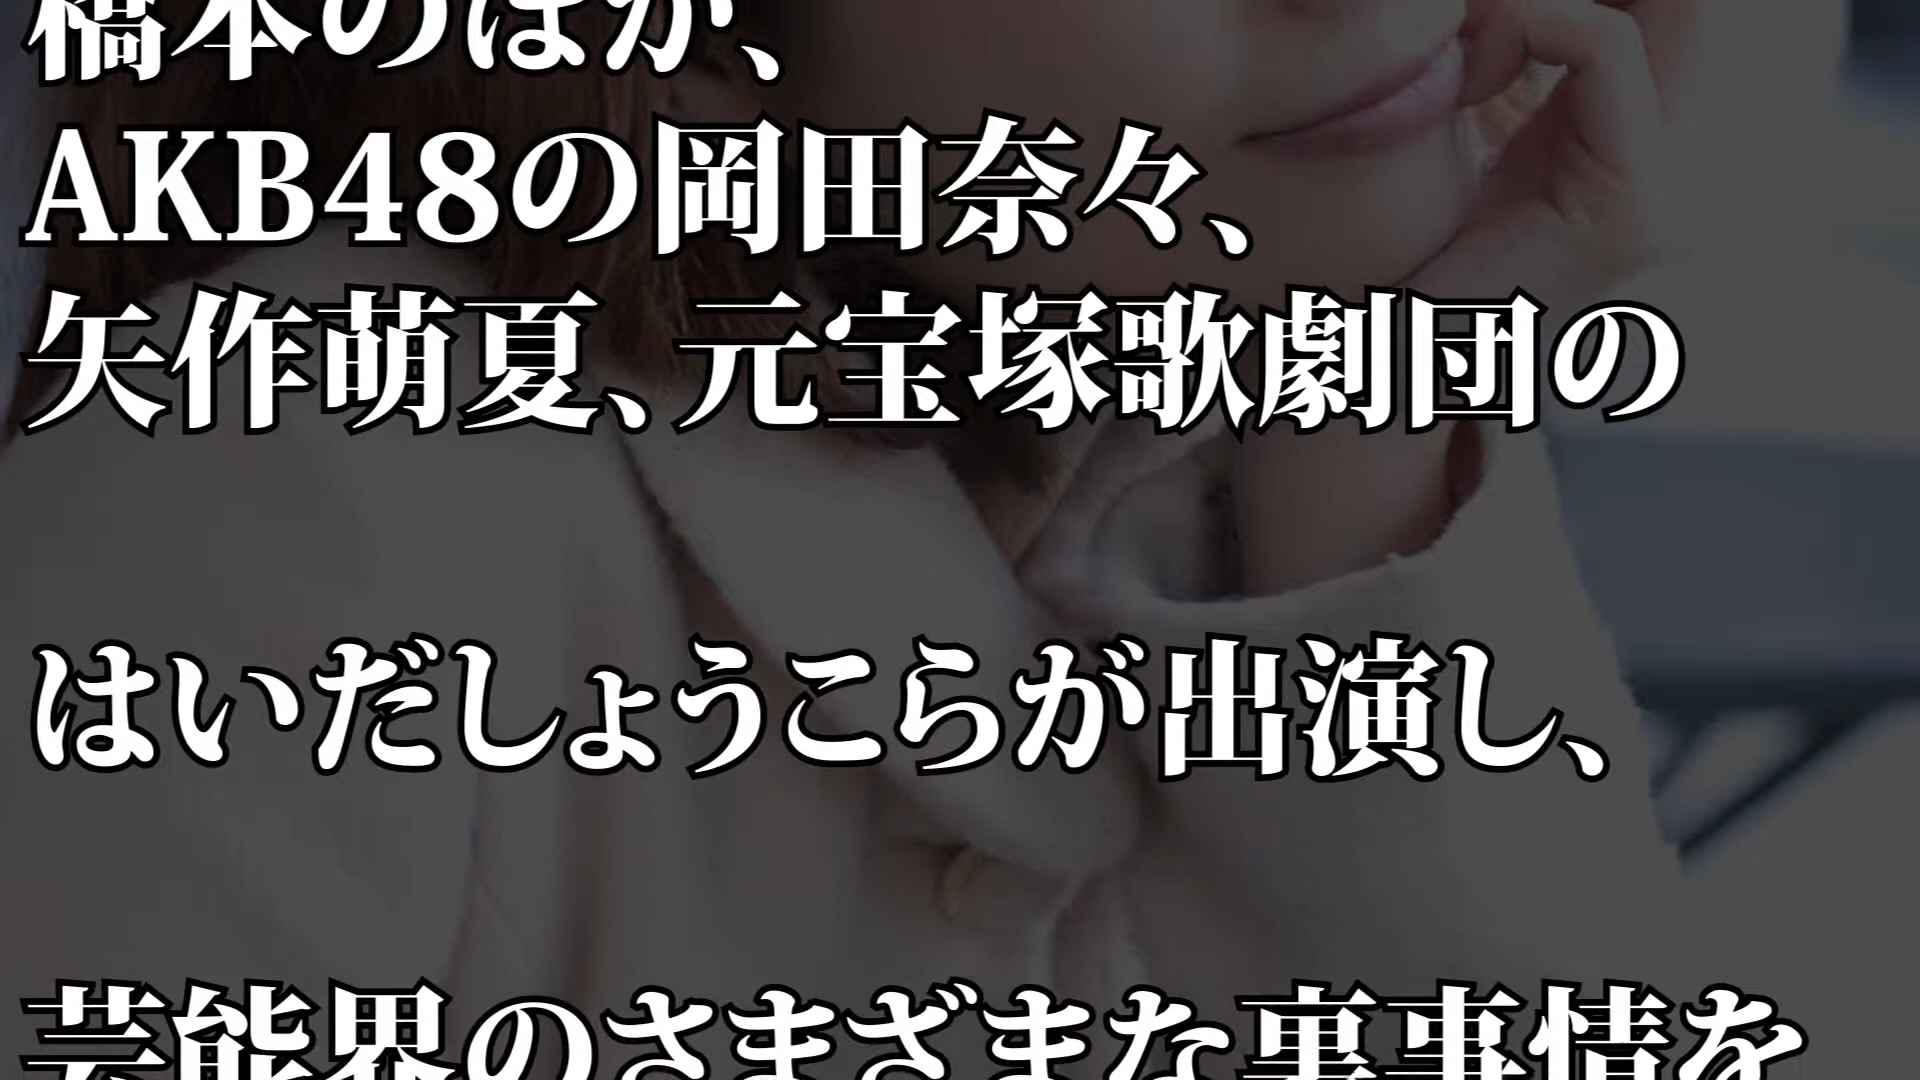 橋本のほか、
AKB48の岡田奈々、
矢作萌夏、元宝塚歌劇団の
はいだしょうこらが出演し、
芸能界のさまざまな裏事情を